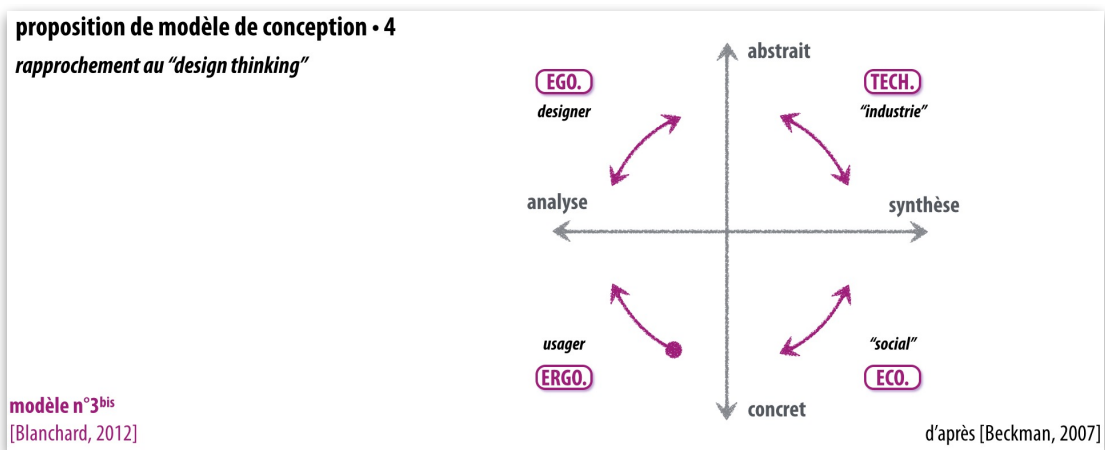 proposition de modèle de conception • 4
rapprochement au “design thinking”
abstrait
EGO.
designer
TECH.
“industrie”
analyse
synthèse
usager
ERGO.
“social”
ECO.
concret
modèle n°3bis
[Blanchard, 2012]
d’après [Beckman, 2007]